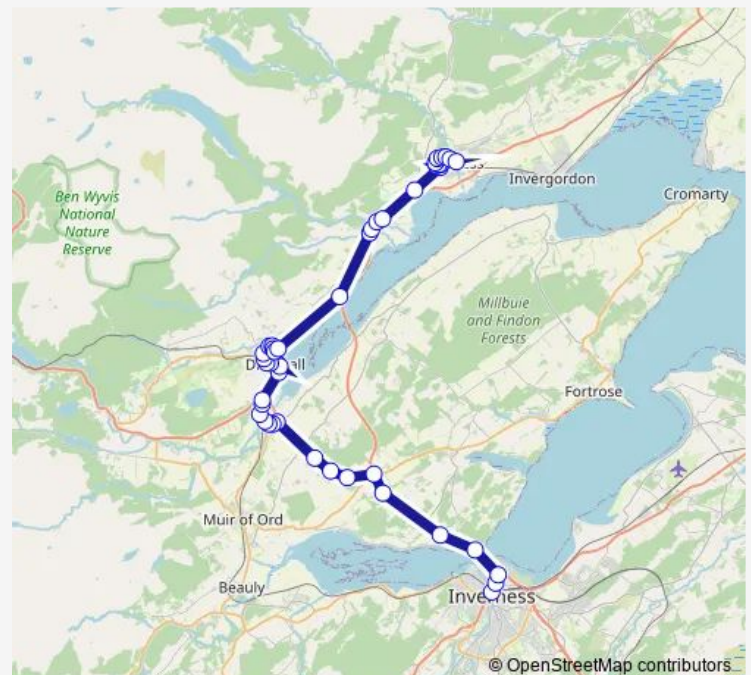 Invergordon
Cromarty
Ben Wyvis
National
Nature
Reserve
Millbuie
and Findon
Forests
Fortrose
Muir of Ord
Beauly
Inverness
© OpenStreetMap contributors